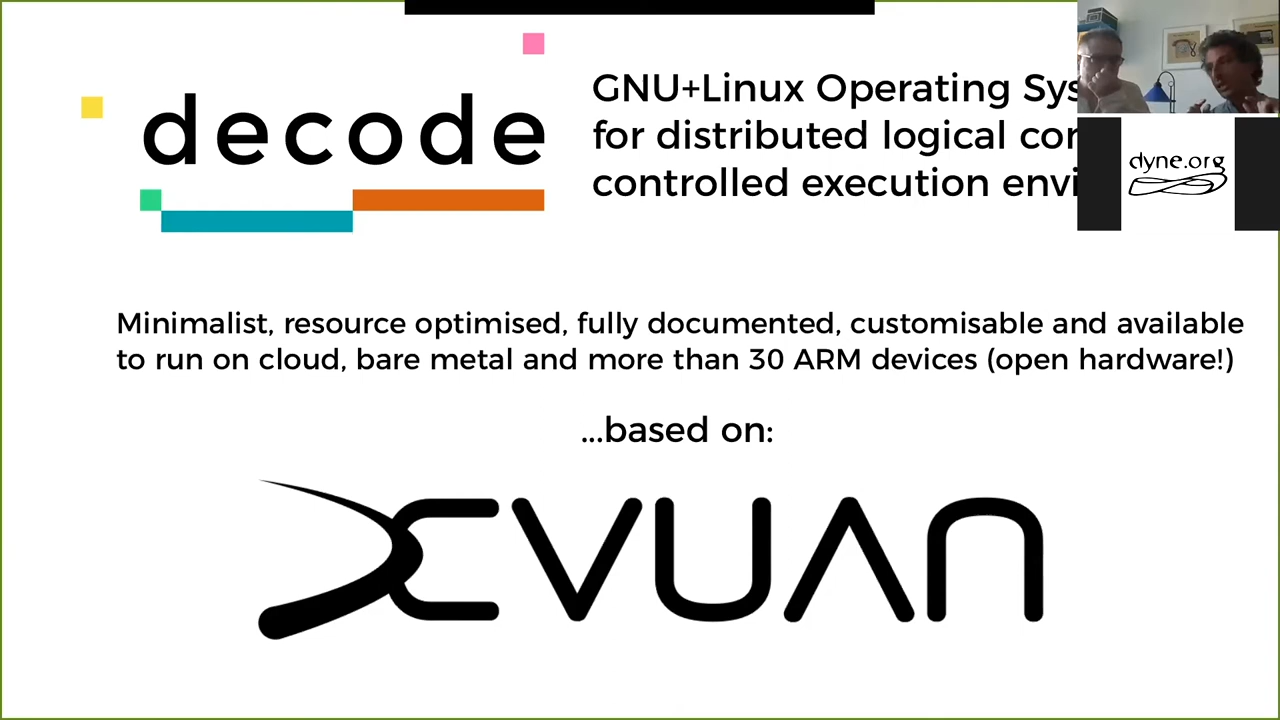 decode
GNU+Linux Operating Sys
for distributed logical con
controlled execution envi
dyne.org
Minimalist, resource optimised, fully documented, customisable and available
to run on cloud, bare metal and more than 30 ARM devices (open hardware!)
...based on:
DEVUAN